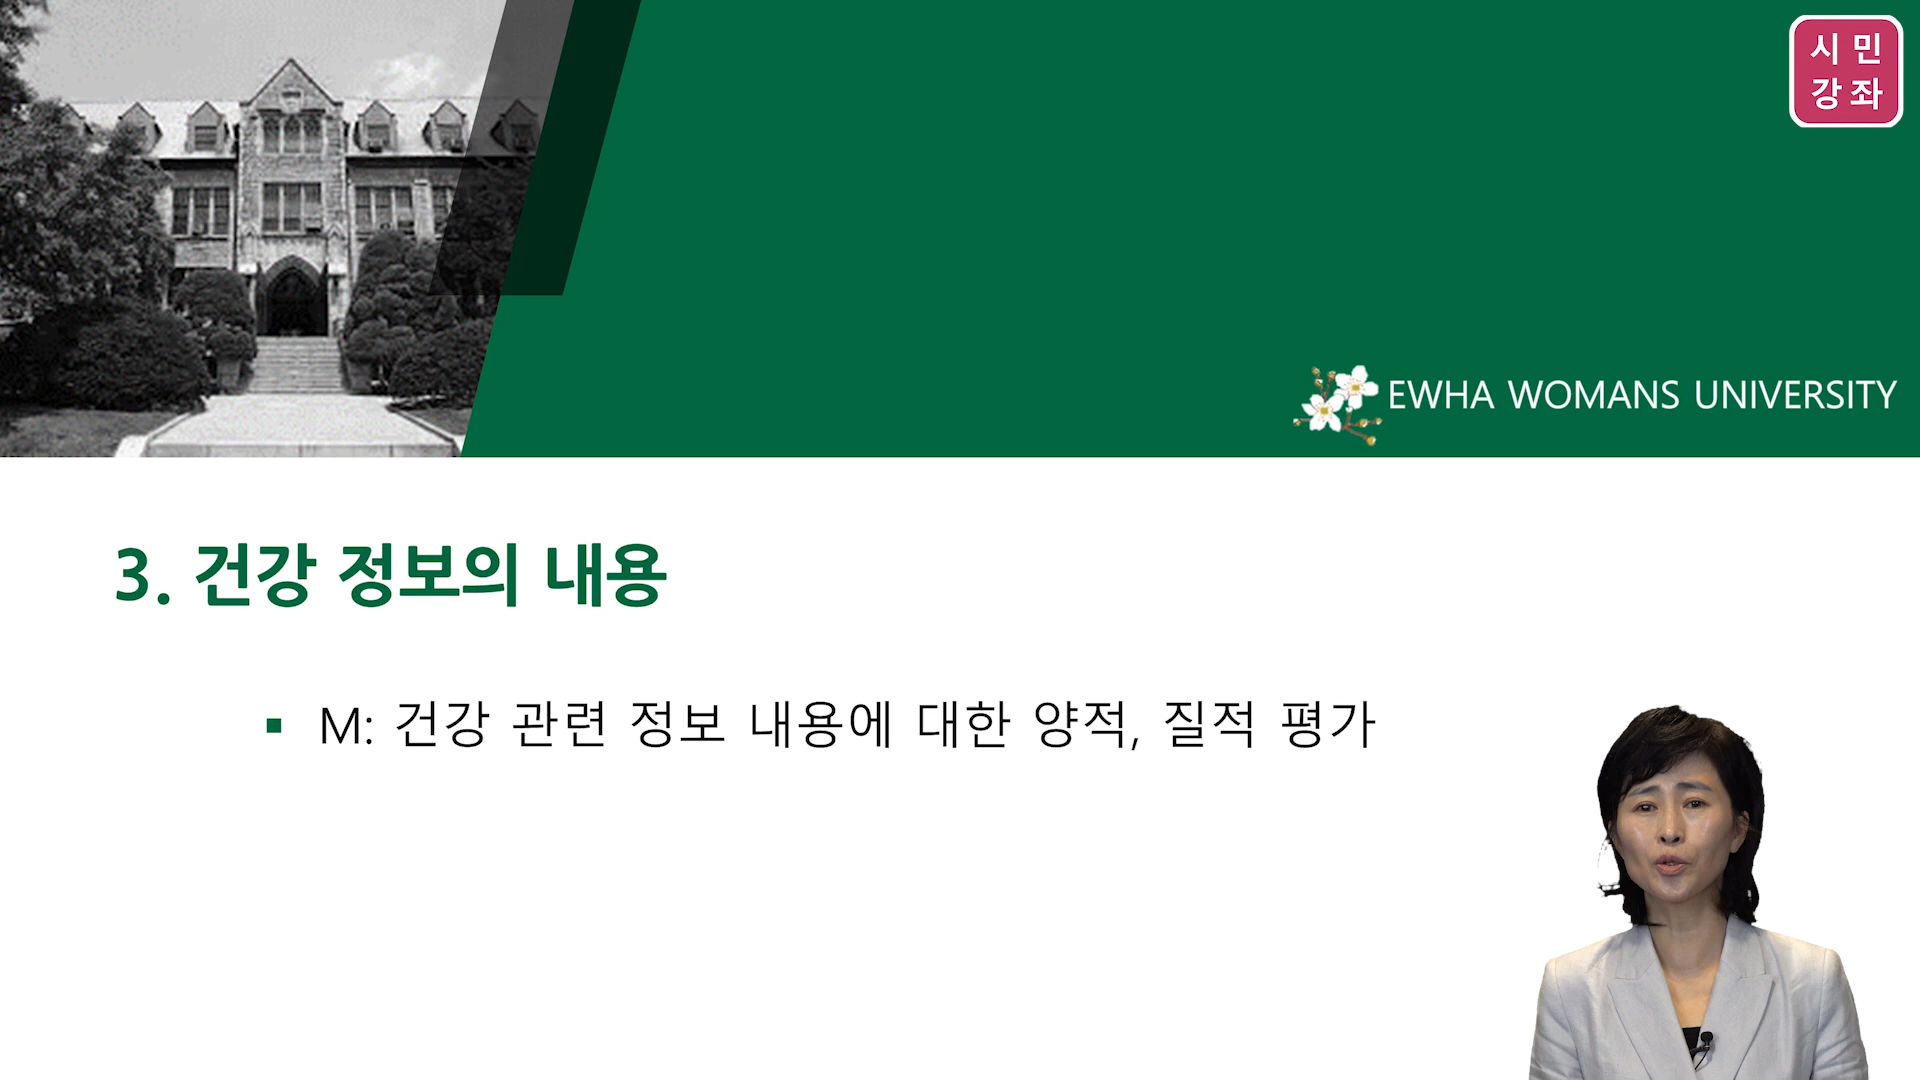 시민
강좌
EWHA WOMANS UNIVERSITY
3. 건강 정보의 내용
▪ M: 건강 관련 정보 내용에 대한 양적, 질적 평가